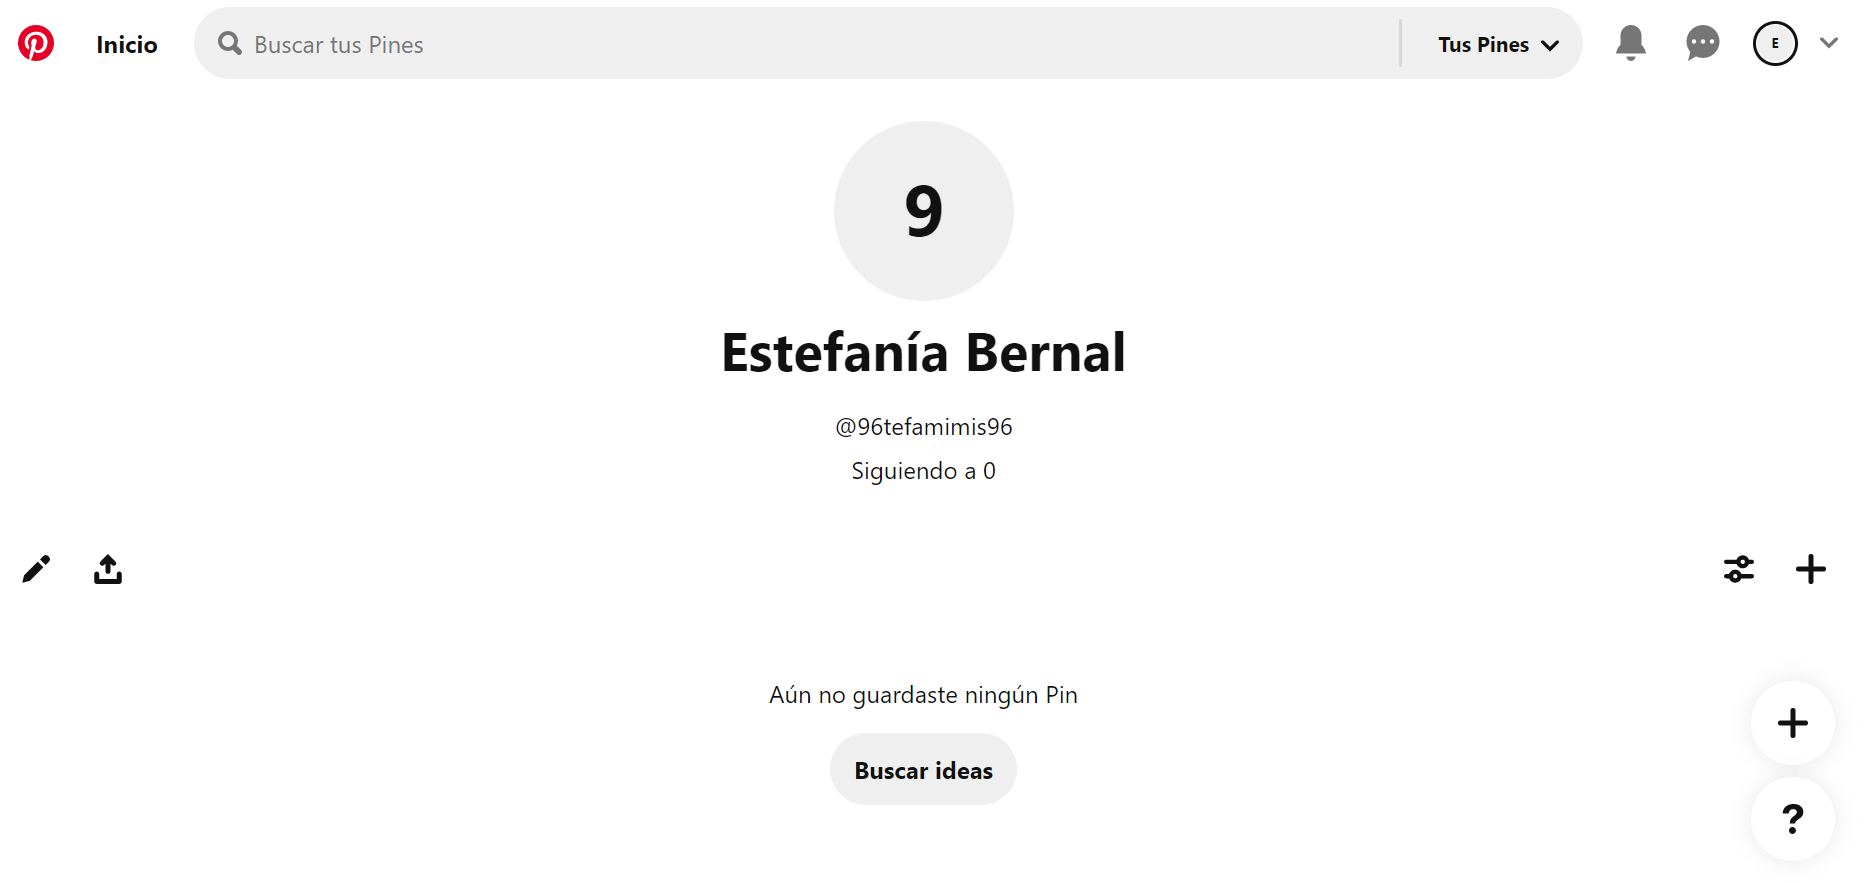 Inicio
Buscar tus Pines
Tus Pines
E
9
Estefanía Bernal
@96tefamimis96
Siguiendo a 0
Aún no guardaste ningún Pin
Buscar ideas
?